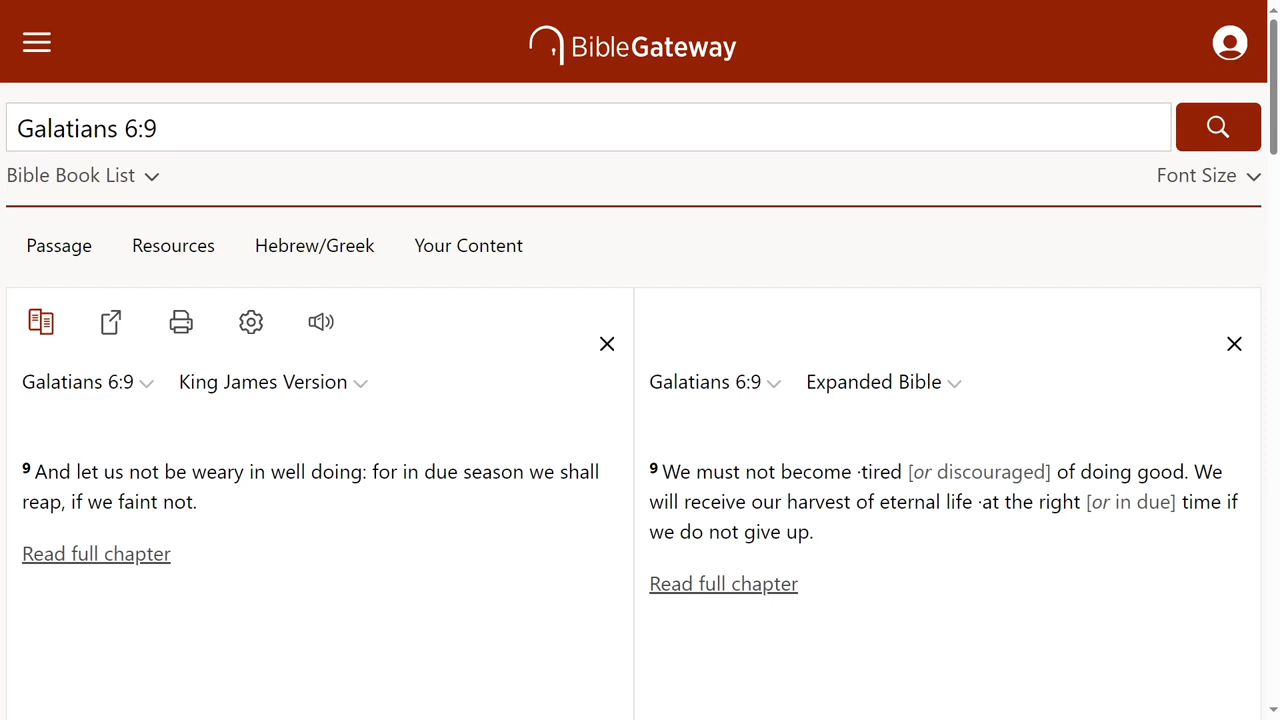 BibleGateway
Galatians 6:9
Bible Book List
Font Size
Passage Resources Hebrew/Greek Your Content
Galatians 6:9 King James Version
9 And let us not be weary in well doing: for in due season we shall
reap, if we faint not.
Read full chapter
Galatians 6:9 Expanded Bible
9 We must not become ·tired [or discouraged] of doing good. We
will receive our harvest of eternal life ·at the right [or in due] time if
we do not give up.
Read full chapter